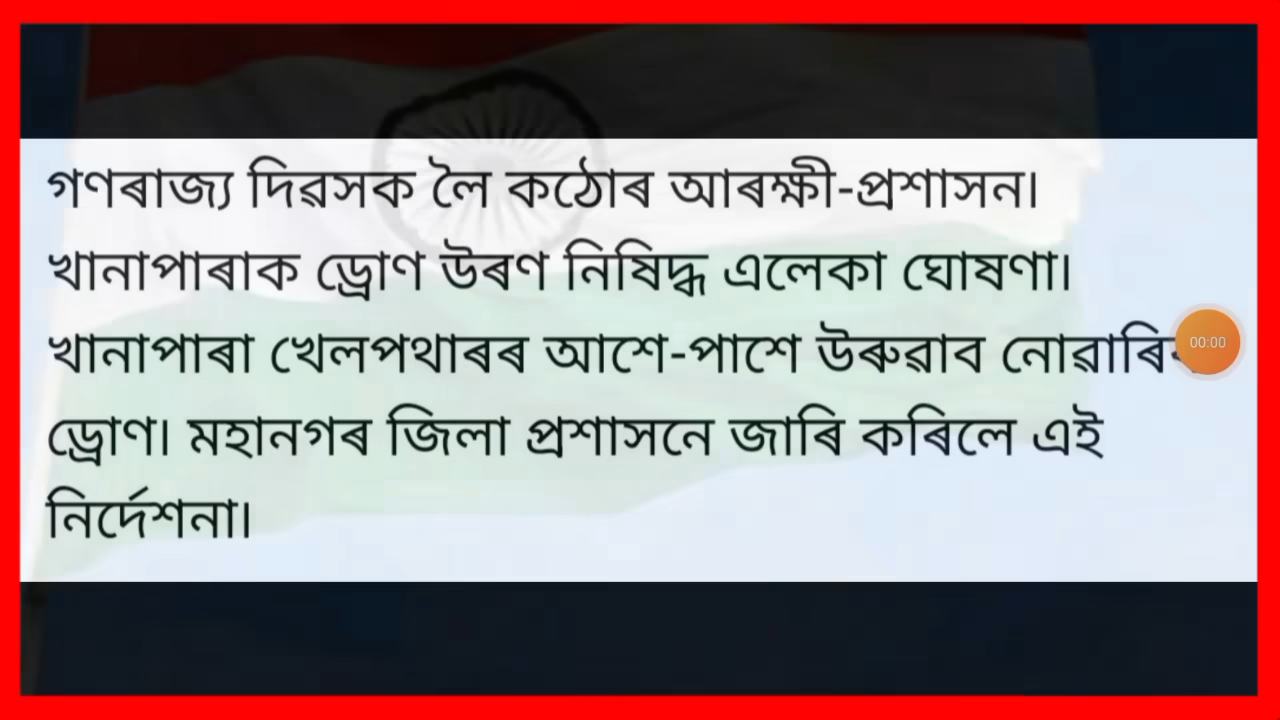 গণৰাজ্য দিৱসক লৈ কঠোৰ আৰক্ষী-প্ৰশাসন।
খানাপাৰাক ড্ৰোণ উৰণ নিষিদ্ধ এলেকা ঘোষণা।
খানাপাৰা খেলপথাৰৰ আশে-পাশে উৰুৱাব
ড্ৰোণ। মহানগৰ জিলা প্ৰশাসনে জাৰি কৰিলে এই
নিৰ্দেশনা।
00:00